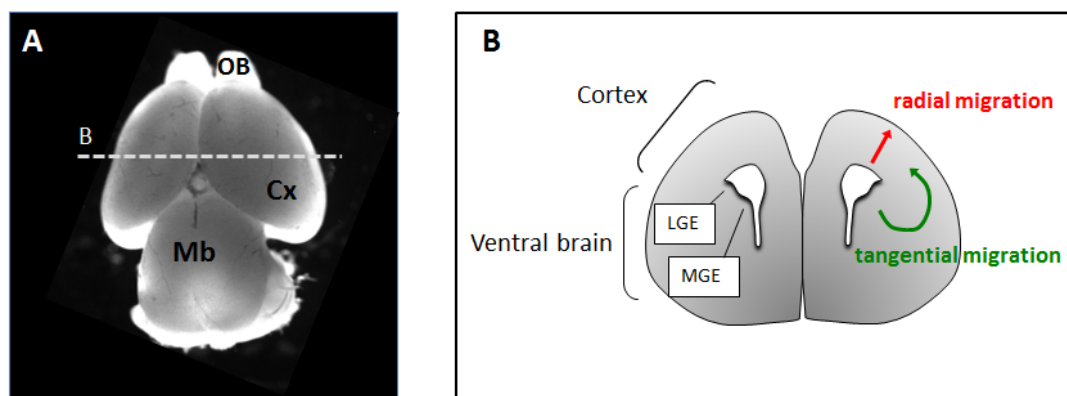 A
OB
B
Cx
Mb
B
Cortex
radial migration
LGE
Ventral brain
MGE
tangential migration